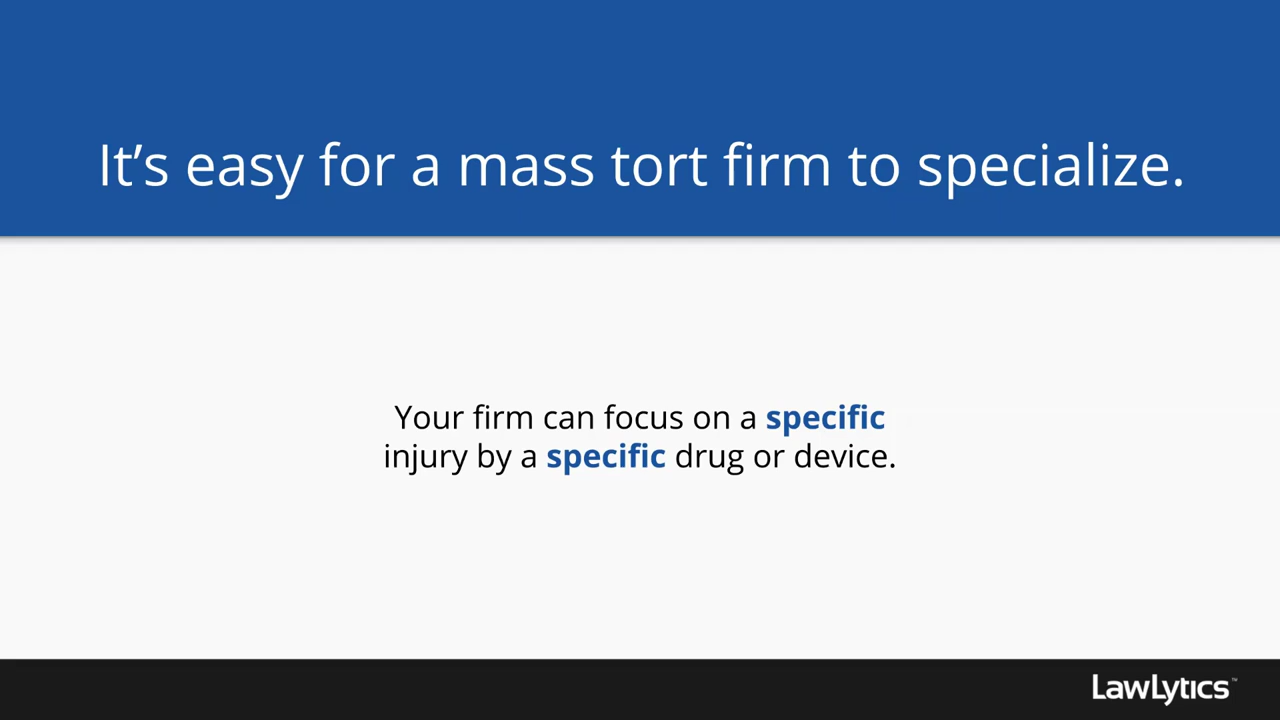 It’s easy for a mass tort firm to specialize.
Your firm can focus on a specific
injury by a specific drug or device.
LawLytics™